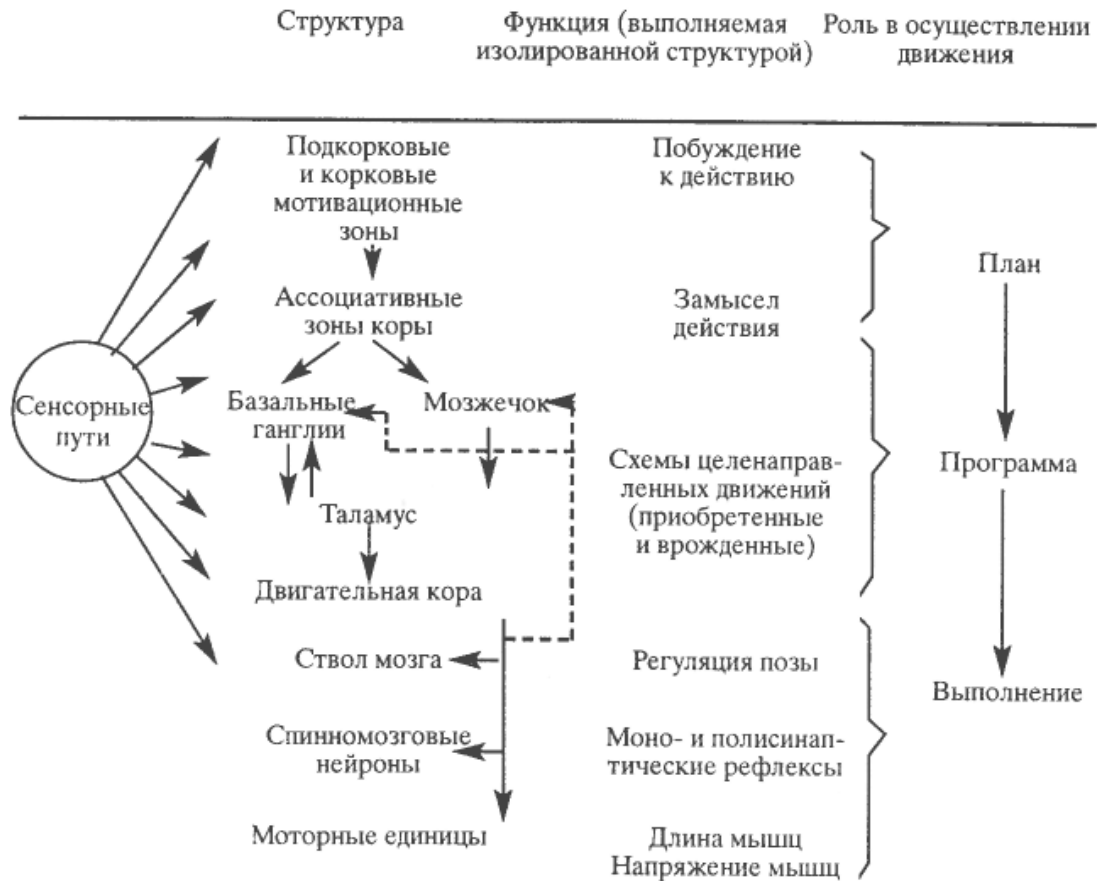 Структура
Функция (выполняемая
изолированной структурой)
Роль в осуществлении
движения
Подкорковые
и корковые
мотивационные
зоны
Побуждение
к действию
План
Ассоциативные
зоны коры
Замысел
действия
Сенсорные
пути
Базальные
ганглии
Мозжечок
Схемы целенаправ-
ленных движений
(приобретенные
и врожденные)
Программа
Таламус
Двигательная кора
Ствол мозга
Регуляция позы
Выполнение
Спинномозговые
нейроны
Моно- и полисинап-
тические рефлексы
Моторные единицы
Длина мышц
Напряжение мышц